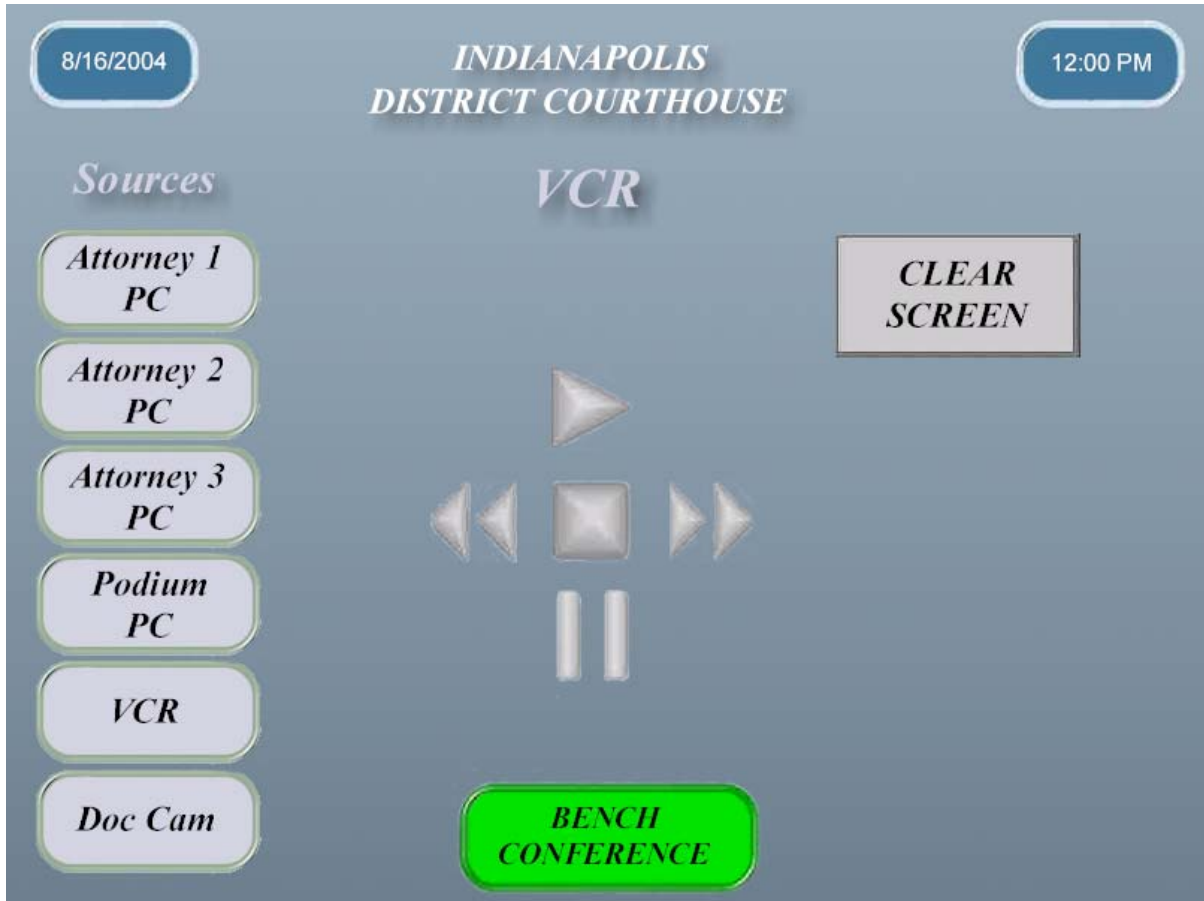 8/16/2004
INDIANAPOLIS
DISTRICT COURTHOUSE
12:00 PM
Sources
VCR
Attorney 1
PC
Attorney 2
PC
Attorney 3
PC
Podium
PC
VCR
Doc Cam
CLEAR
SCREEN
BENCH
CONFERENCE